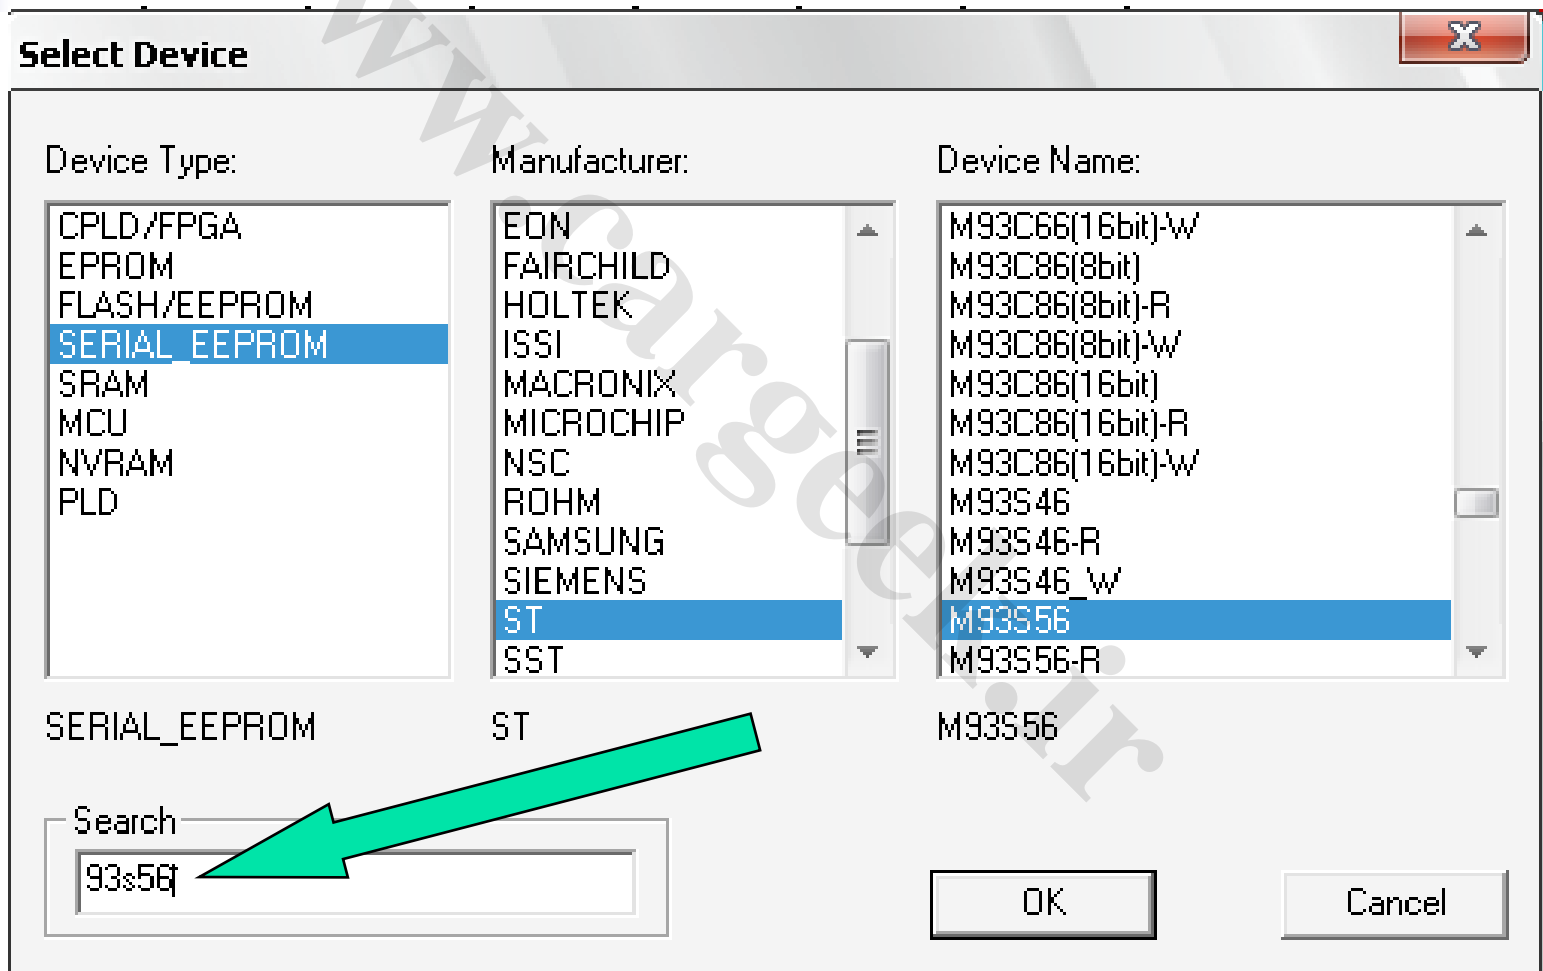 Select Device
Device Type:
CPLD/FPGA
EPROM
FLASH/EEPROM
SERIAL_EEPROM
SRAM
MCU
NVRAM
PLD
SERIAL_EEPROM
Manufacturer:
EON
FAIRCHILD
HOLTEK
ISSI
MACRONIX
MICROCHIP
NSC
ROHM
SAMSUNG
SIEMENS
ST
SST
ST
Device Name:
M93C66(16bit)-W
M93C86(8bit)
M93C86(8bit)-R
M93C86(8bit)-W
M93C86(16bit)
M93C86(16bit)-R
M93C86(16bit)-W
M93S46
M93S46-R
M93S46_W
M93S56
M93S56-R
M93S56
Search
93s56
OK
Cancel
www.cargeek.ir